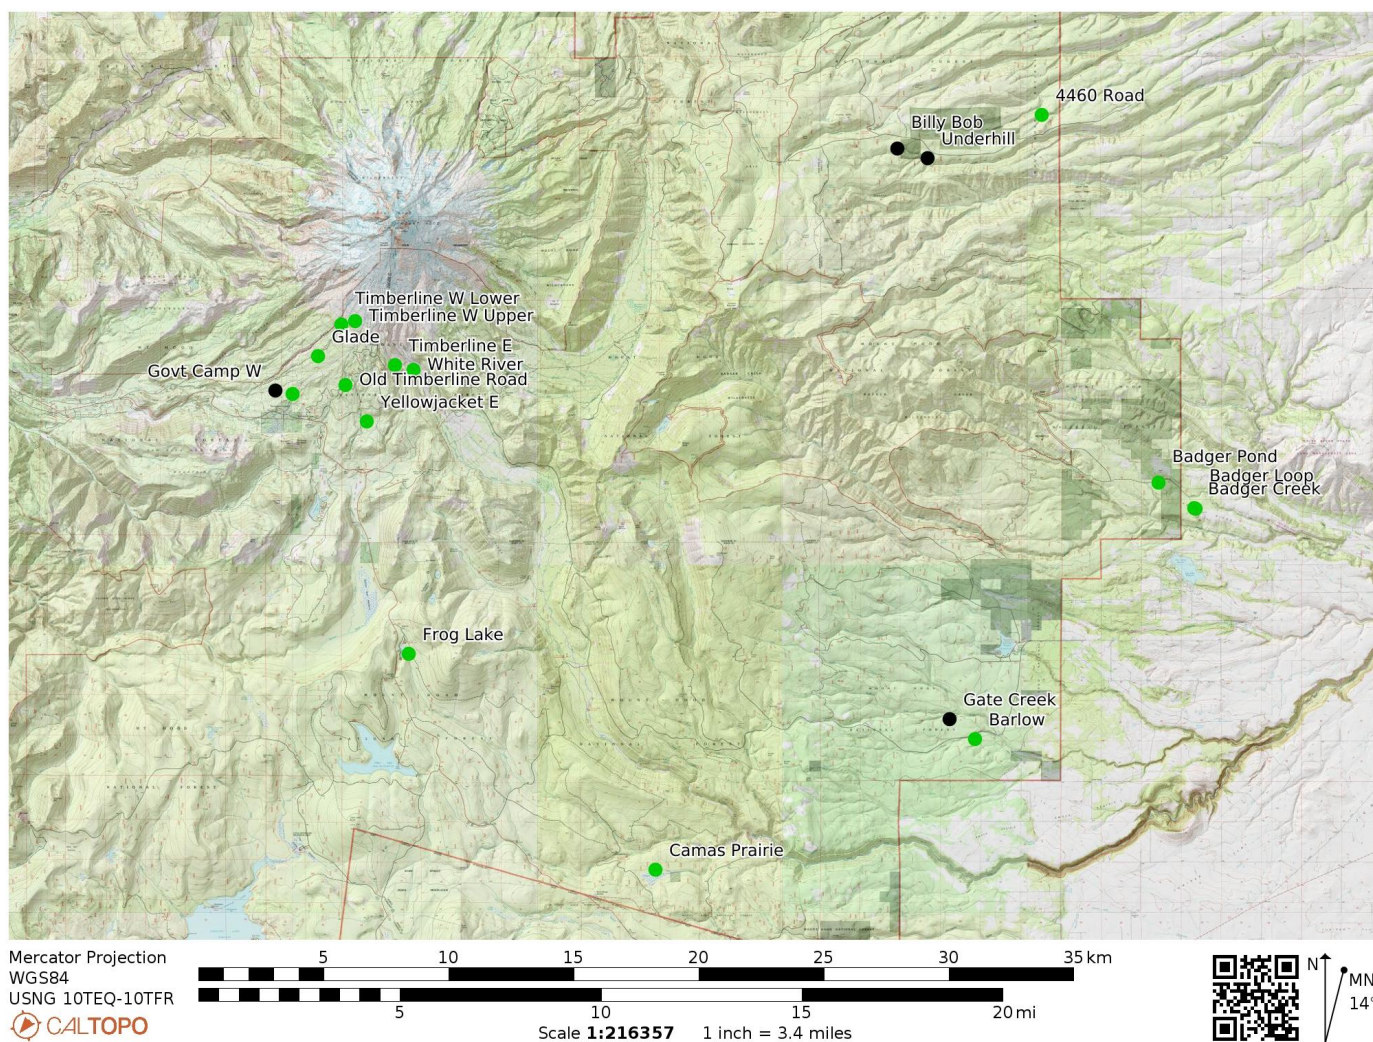 4460 Road
Billy Bob
Underhill
Timberline W Lower
Timberline W Upper
Glade
Timberline E
White River
Govt Camp W
Old Timberline Road
Yellowjacket E
Badger Pond
Badger Loop
Badger Creek
Frog Lake
Gate Creek
Barlow
Camas Prairie
Mercator Projection
WGS84
USNG 10TEQ-10TFR
CALTOPO
5 10 15 20 25 30 35 km
5 10 15 20 mi
Scale 1:216357 1 inch = 3.4 miles
N
MN
14°